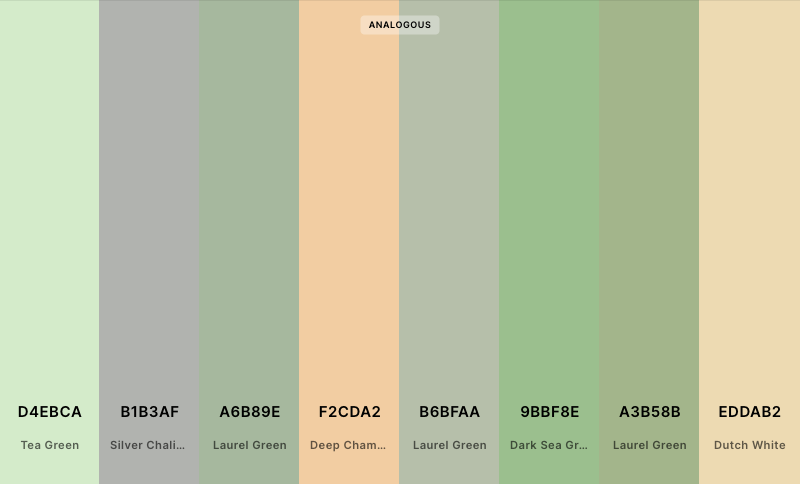 ANALOGOUS
D4EBCA B1B3AF A6B89E F2CDA2 B6BFAA 9BBF8E A3B58B EDDAB2
Tea Green Silver Chali... Laurel Green Deep Cham... Laurel Green Dark Sea Gr... Laurel Green Dutch White